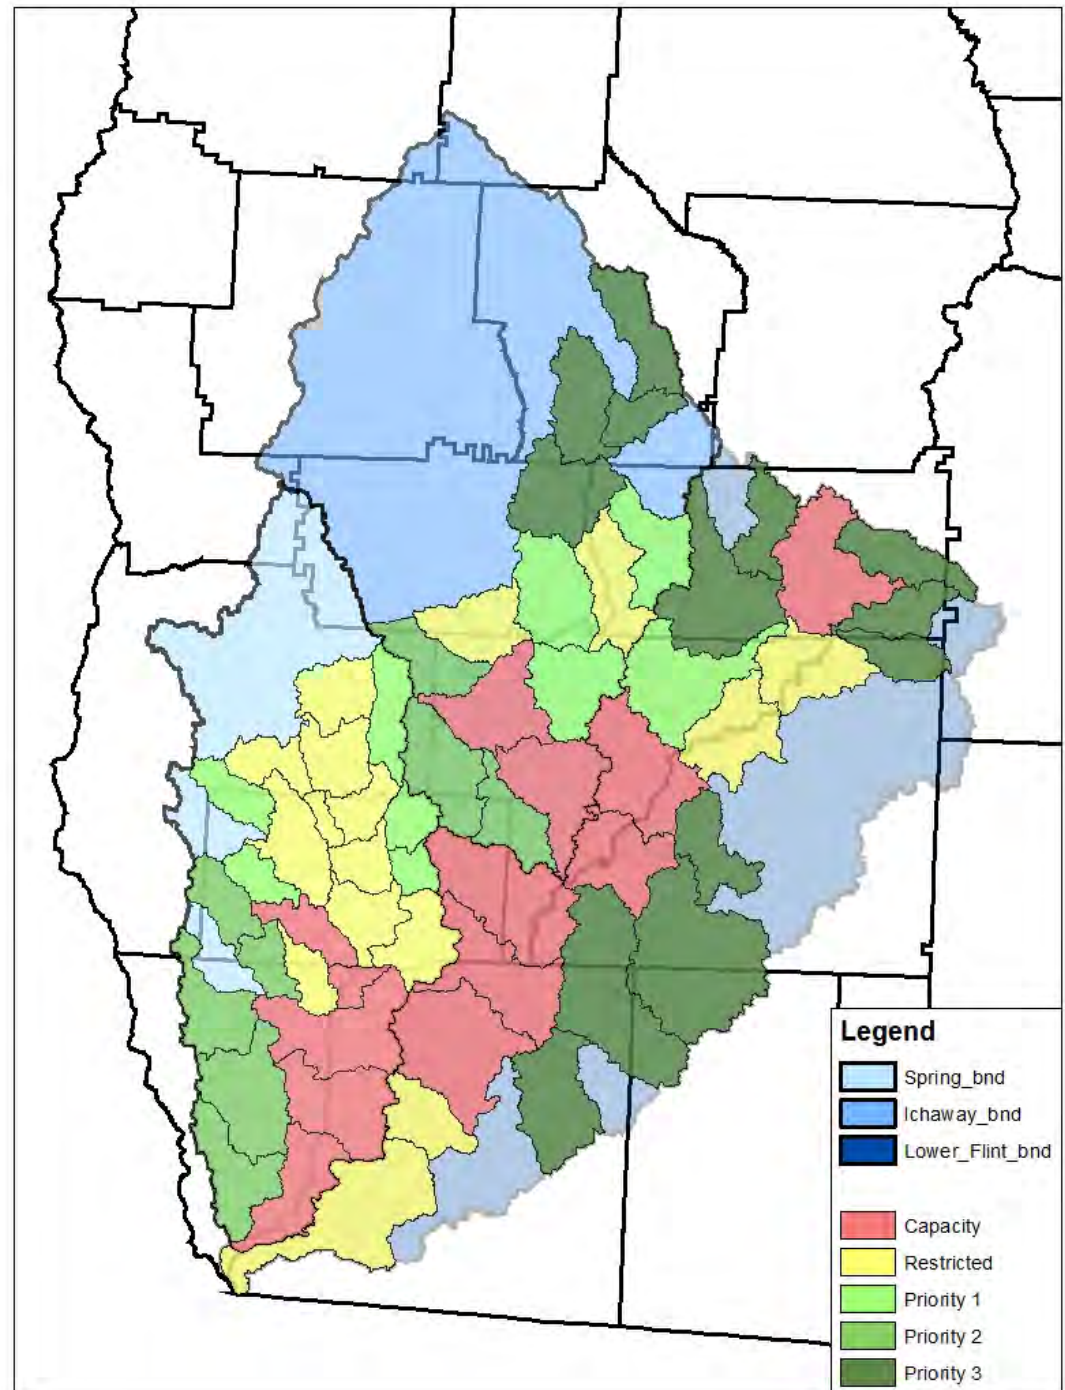 Legend
Spring_bnd
Ichaway_bnd
Lower_Flint_bnd
Capacity
Restricted
Priority 1
Priority 2
Priority 3